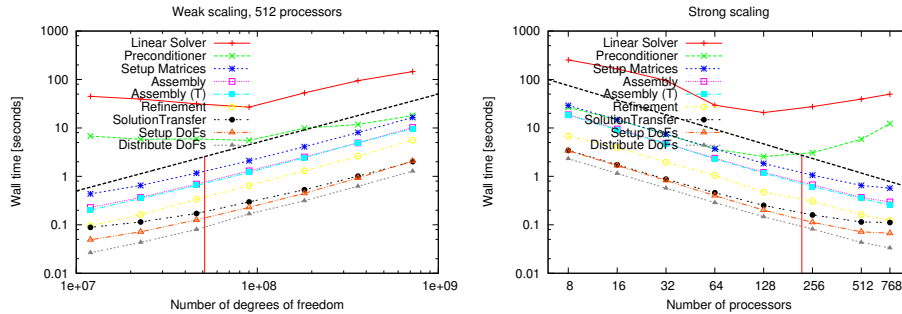 Weak scaling, 512 processors
Wall time [seconds]
1000
100
10
1
0.1
0.01
1e+07
1e+08
1e+09
Number of degrees of freedom
Linear Solver
Preconditioner
Setup Matrices
Assembly
Assembly (T)
Refinement
SolutionTransfer
Setup DoFs
Distribute DoFs
Strong scaling
Wall time [seconds]
1000
100
10
1
0.1
0.01
8
16
32
64
128
256
512
768
Number of processors
Linear Solver
Preconditioner
Setup Matrices
Assembly
Assembly (T)
Refinement
SolutionTransfer
Setup DoFs
Distribute DoFs